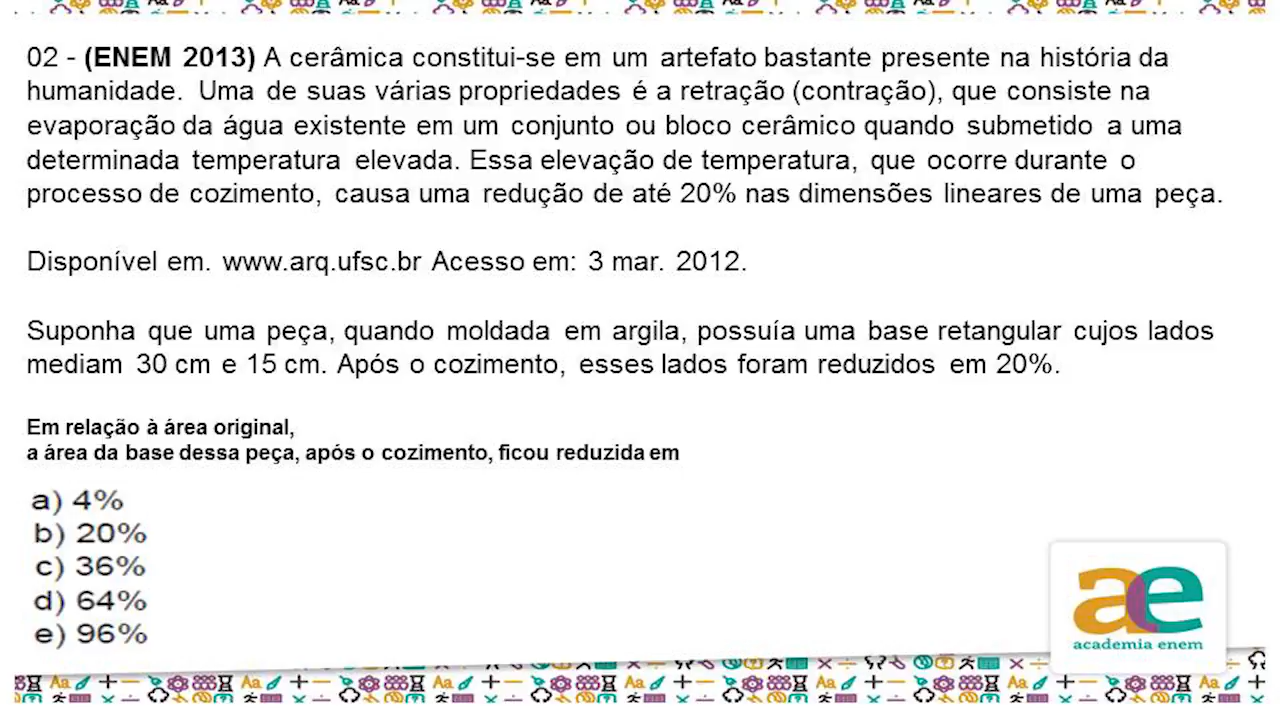 02 - (ENEM 2013) A cerâmica constitui-se em um artefato bastante presente na história da
humanidade. Uma de suas várias propriedades é a retração (contração), que consiste na
evaporação da água existente em um conjunto ou bloco cerâmico quando submetido a uma
determinada temperatura elevada. Essa elevação de temperatura, que ocorre durante o
processo de cozimento, causa uma redução de até 20% nas dimensões lineares de uma peça.
Disponível em. www.arq.ufsc.br Acesso em: 3 mar. 2012.
Suponha que uma peça, quando moldada em argila, possuía uma base retangular cujos lados
mediam 30 cm e 15 cm. Após o cozimento, esses lados foram reduzidos em 20%.
Em relação à área original,
a área da base dessa peça, após o cozimento, ficou reduzida em
a) 4%
b) 20%
c) 36%
d) 64%
e) 96%
ae
academia enem